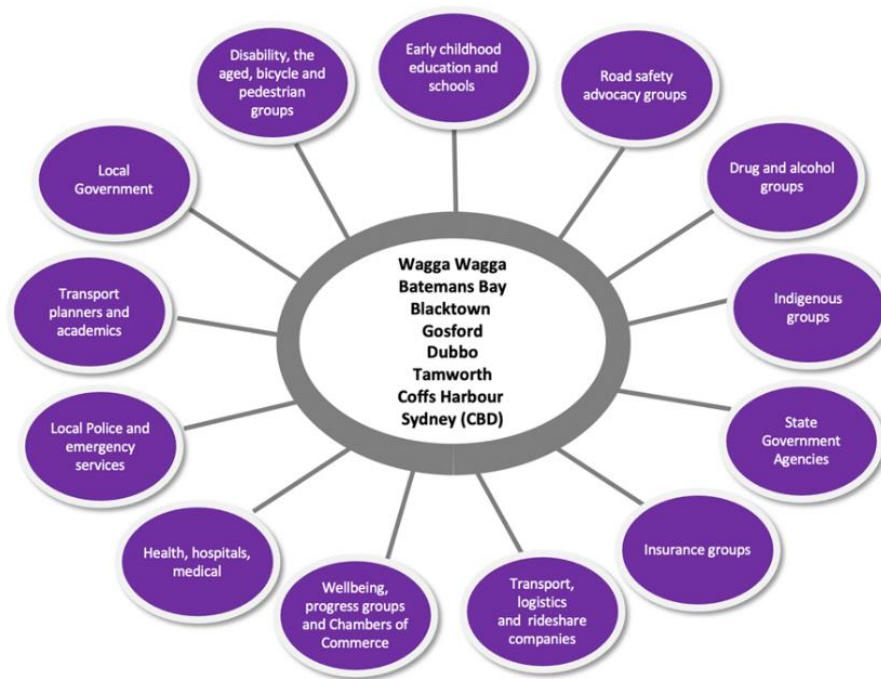 Disability, the
aged, bicycle and
pedestrian
groups
Early childhood
education and
schools
Road safety
advocacy groups
Local
Government
Drug and alcohol
groups
Transport
planners and
academics
Wagga Wagga
Batemans Bay
Blacktown
Gosford
Dubbo
Tamworth
Coffs Harbour
Sydney (CBD)
Indigenous
groups
Local Police and
emergency
services
State
Government
Agencies
Health, hospitals,
medical
Insurance groups
Wellbeing,
progress groups
and Chambers of
Commerce
Transport,
logistics
and rideshare
companies